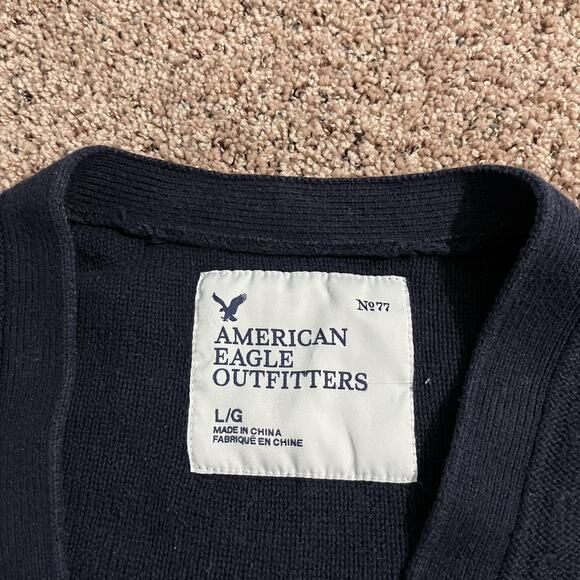 Nº77
AMERICAN
EAGLE
OUTFITTERS
L/G
MADE IN CHINA
FABRIQUÉ EN CHINE